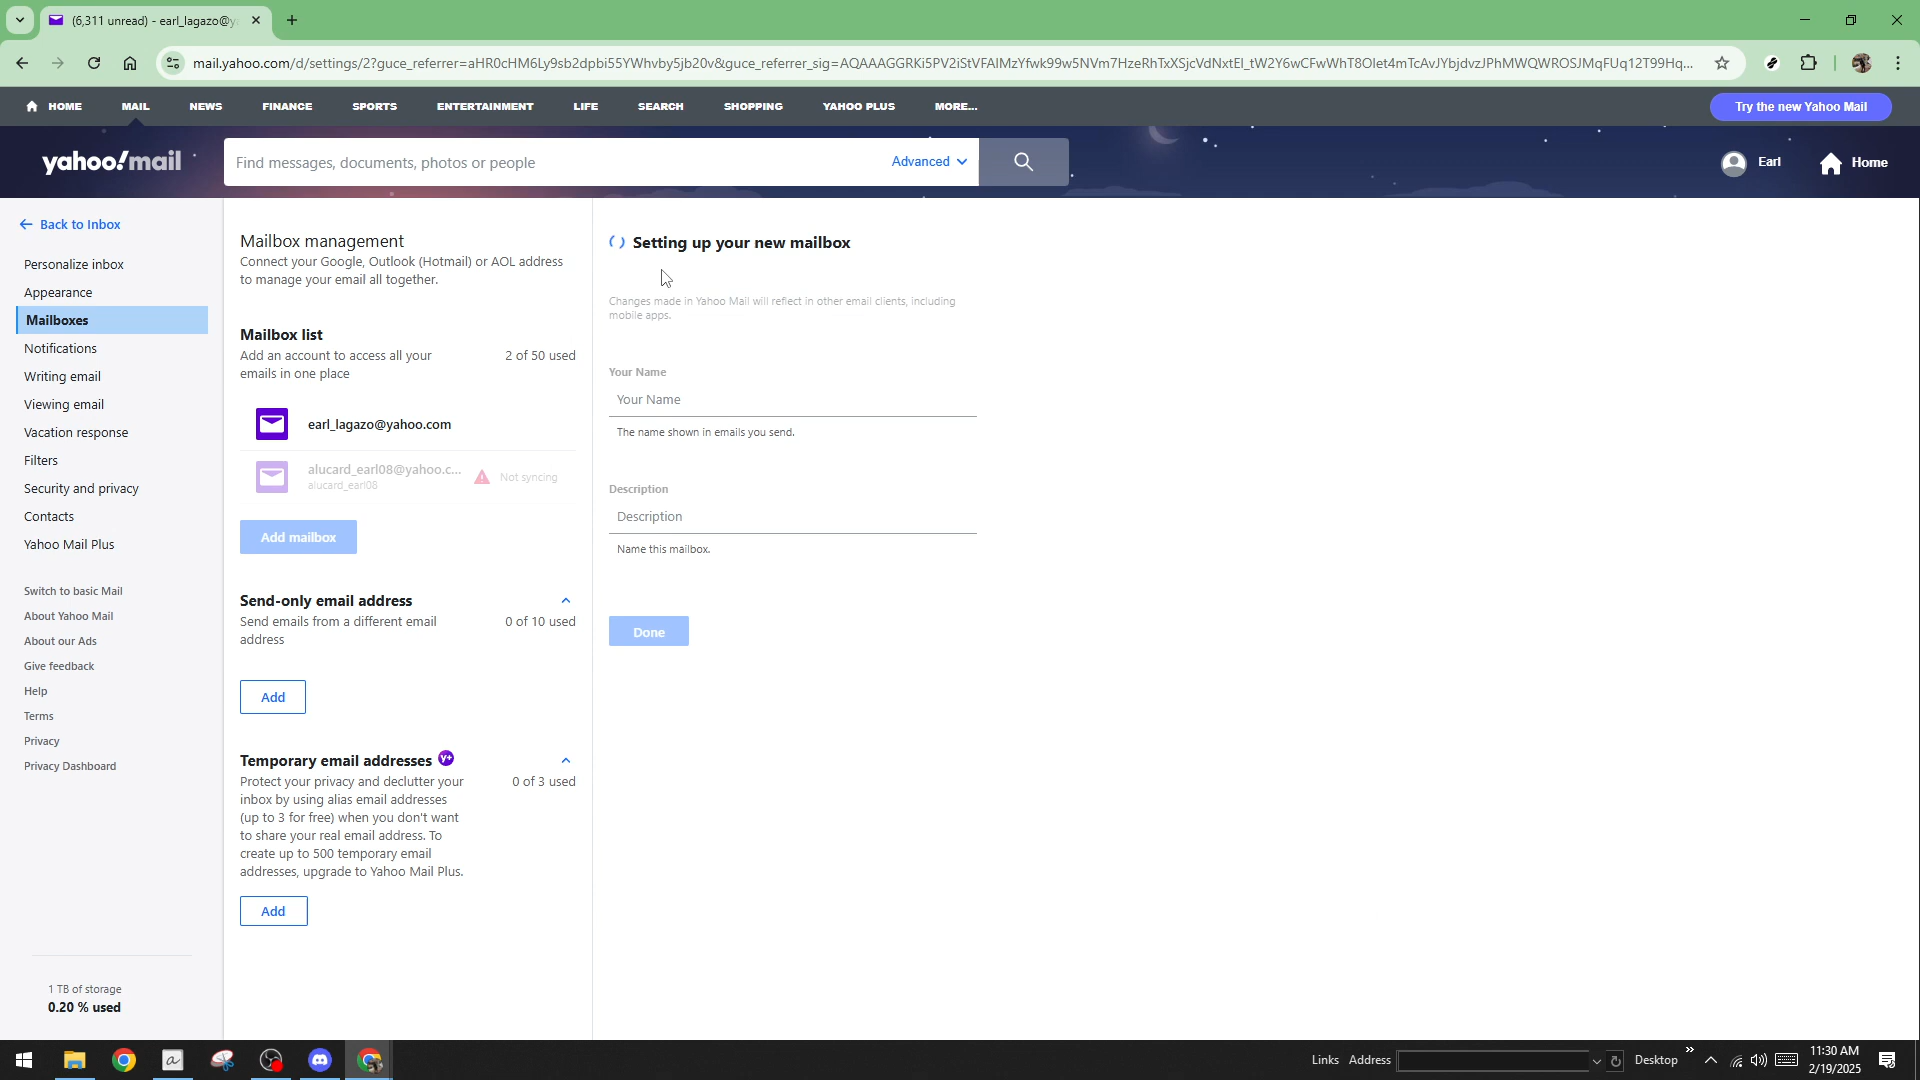 (6,311 unread) - earl_lagazo@y
mail.yahoo.com/d/settings/2?guce_referrer=aHR0cHM6Ly9sb2dpbi55YWhvby5jb20v&guce_referrer_sig=AQAAAGGRKi5PV2iStVFAIMzYfwk99w5NVm7HzeRhTxXSjcVdNxtEl_tW2Y6wCFwWhT8OIet4mTcAvJYbjdvzJPhMWQWROSJMqFUq12T99Hq...
HOME
MAIL
NEWS
FINANCE
SPORTS
ENTERTAINMENT
LIFE
SEARCH
SHOPPING
YAHOO PLUS
MORE...
Try the new Yahoo Mail
yahoo!mail
Find messages, documents, photos or people
Advanced
Earl
Home
Back to Inbox
Personalize inbox
Appearance
Mailboxes
Notifications
Writing email
Viewing email
Vacation response
Filters
Security and privacy
Contacts
Yahoo Mail Plus
Switch to basic Mail
About Yahoo Mail
About our Ads
Give feedback
Help
Terms
Privacy
Privacy Dashboard
1 TB of storage
0.20 % used
Mailbox management
Connect your Google, Outlook (Hotmail) or AOL address
to manage your email all together.
Mailbox list
Add an account to access all your
emails in one place
2 of 50 used
earl_lagazo@yahoo.com
alucard_earl08@yahoo.c...
alucard_earl08
Not syncing
Add mailbox
Send-only email address
Send emails from a different email
address
0 of 10 used
Add
Temporary email addresses
y+
Protect your privacy and declutter your
inbox by using alias email addresses
(up to 3 for free) when you don't want
to share your real email address. To
create up to 500 temporary email
addresses, upgrade to Yahoo Mail Plus.
0 of 3 used
Add
Setting up your new mailbox
Changes made in Yahoo Mail will reflect in other email clients, including
mobile apps.
Your Name
Your Name
The name shown in emails you send.
Description
Description
Name this mailbox.
Done
Links
Address
Desktop
11:30 AM
2/19/2025